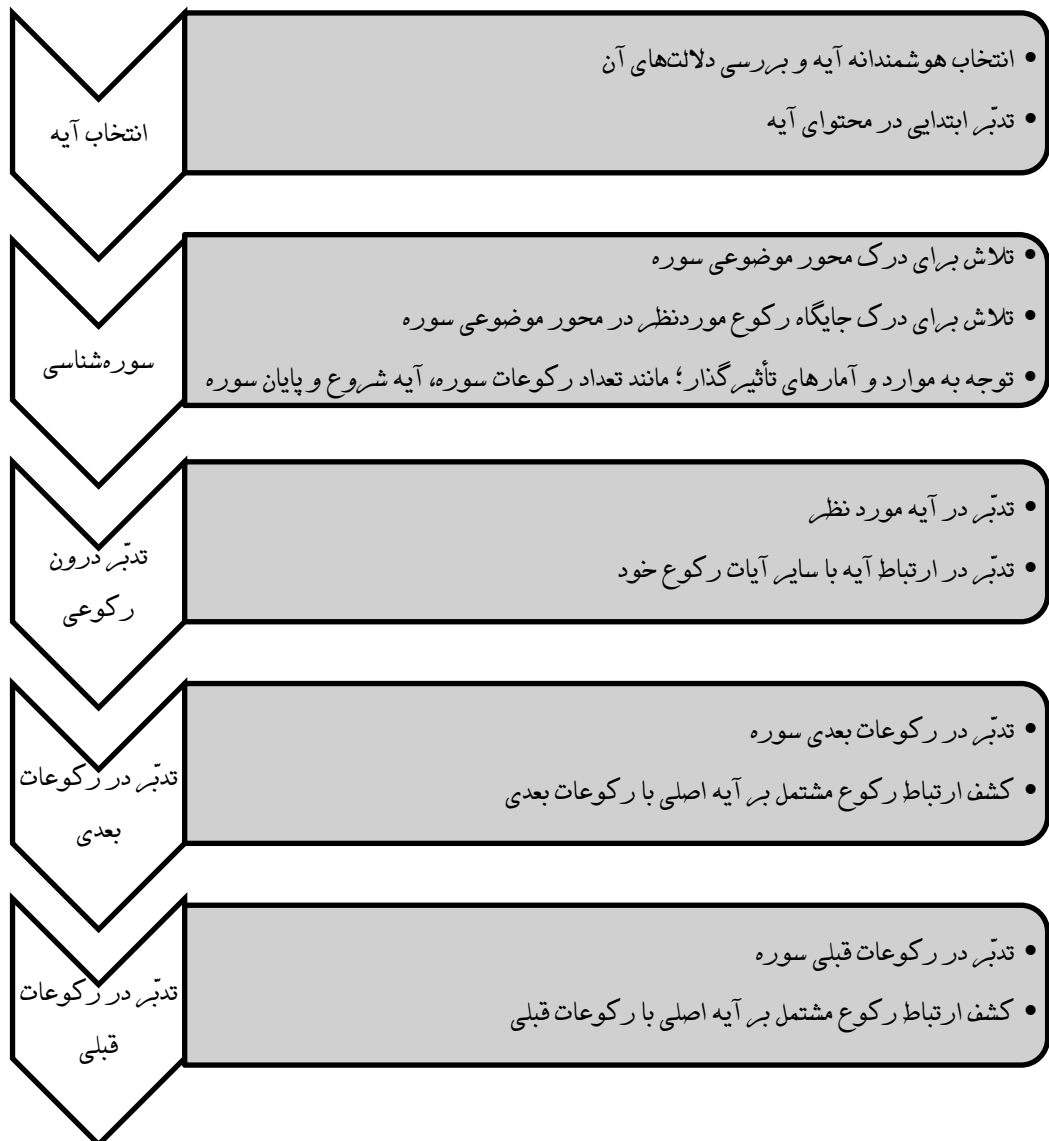 انتخاب آیه
• انتخاب هوشمندانه آیه و بررسی دلالت‌های آن
• تدبّر ابتدایی در محتوای آیه
سوره‌شناسی
• تلاش برای درک محور موضوعی سوره
• تلاش برای درک جایگاه رکوع موردنظر در محور موضوعی سوره
• توجه به موارد و آمارهای تأثیرگذار؛ مانند تعداد رکوعات سوره، آیه شروع و پایان سوره
تدبّر درون
رکوعی
• تدبّر در آیه مورد نظر
• تدبّر در ارتباط آیه با سایر آیات رکوع خود
تدبّر در رکوعات
بعدی
• تدبّر در رکوعات بعدی سوره
• کشف ارتباط رکوع مشتمل بر آیه اصلی با رکوعات بعدی
تدبّر در رکوعات
قبلی
• تدبّر در رکوعات قبلی سوره
• کشف ارتباط رکوع مشتمل بر آیه اصلی با رکوعات قبلی